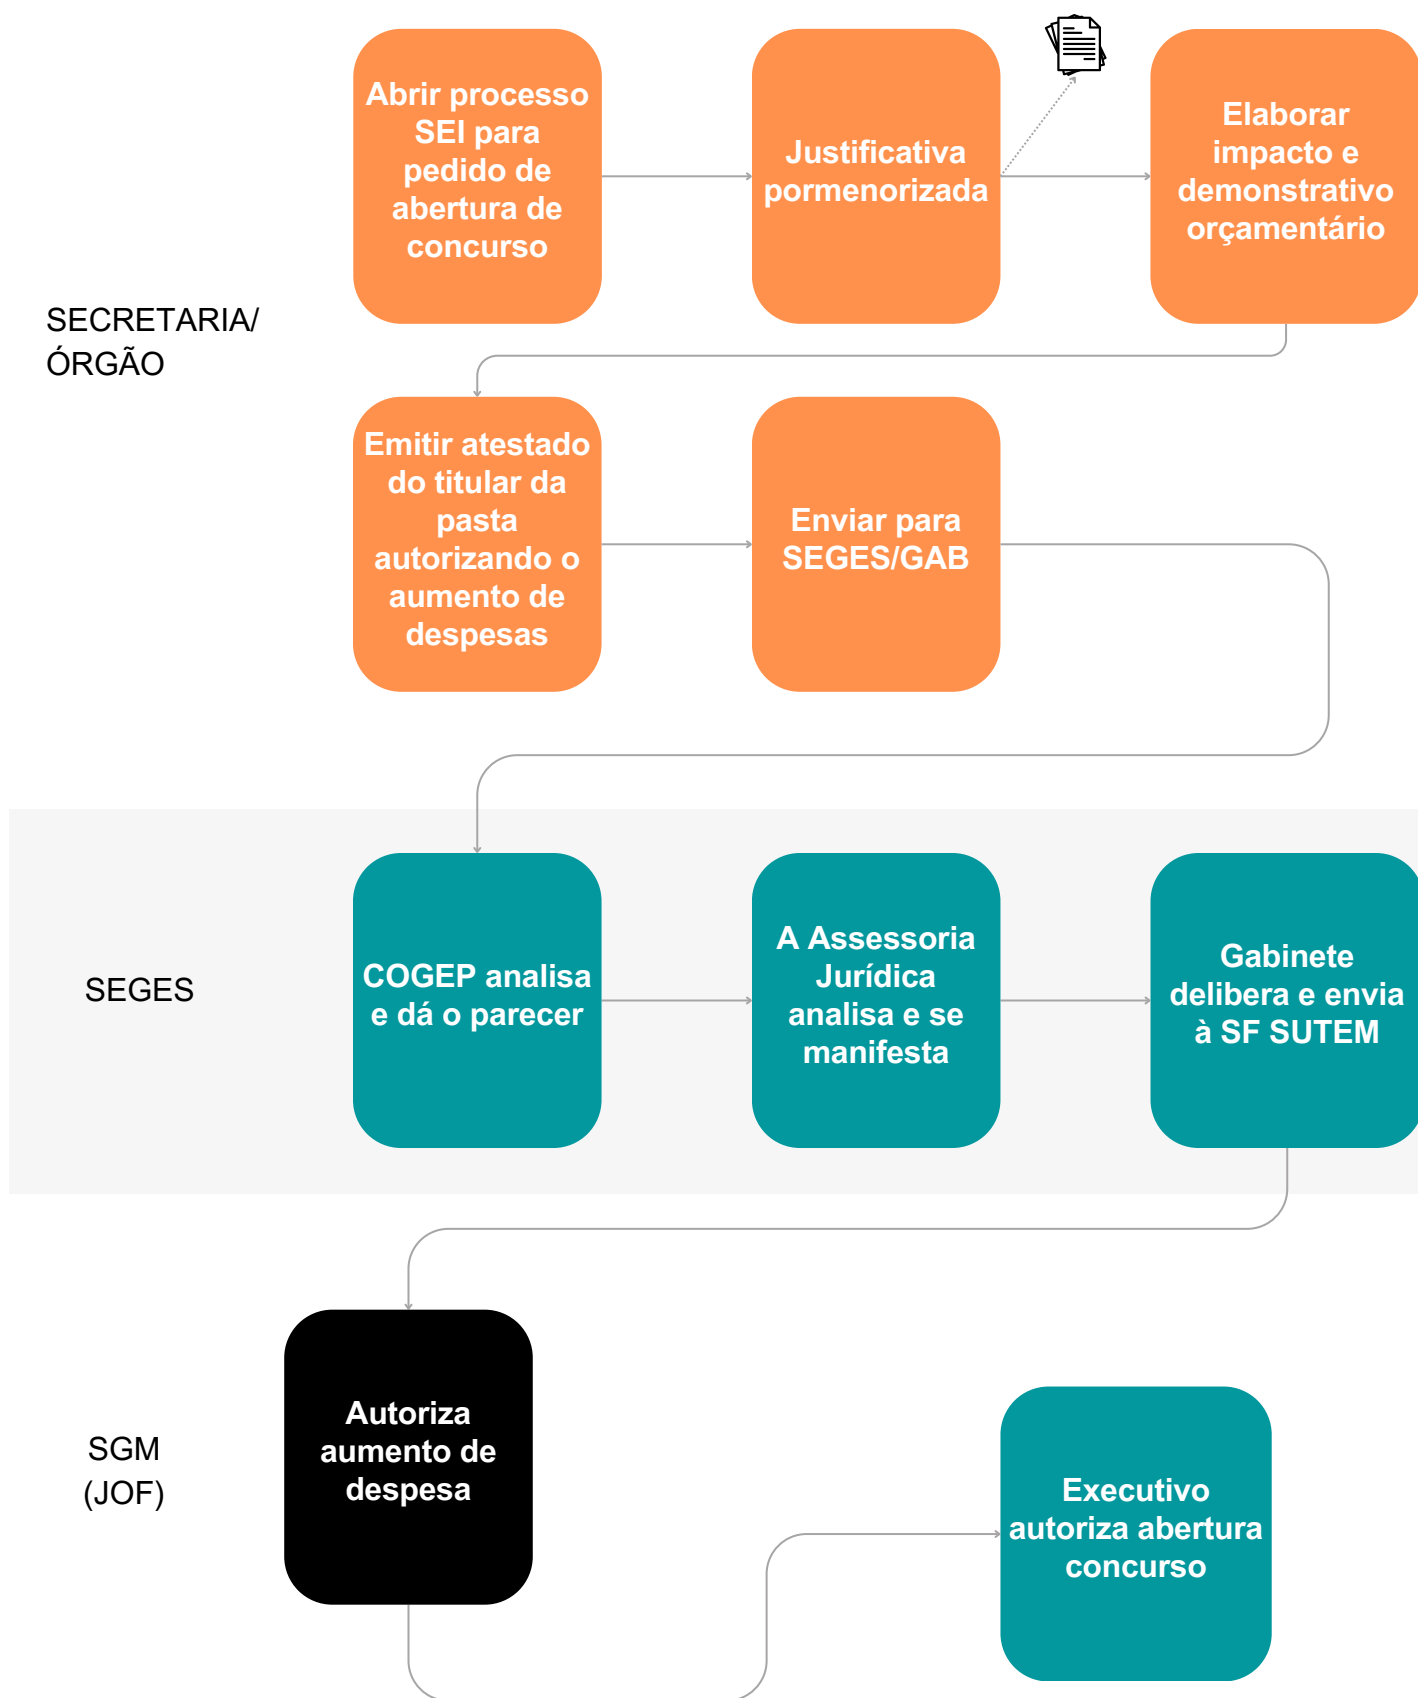 Abrir processo
SEI para
pedido de
abertura de
concurso
Justificativa
pormenorizada
Elaborar
impacto e
demonstrativo
orçamentário
SECRETARIA/
ÓRGÃO
Emitir atestado
do titular da
pasta
autorizando o
aumento de
despesas
Enviar para
SEGES/GAB
SEGES
COGEP analisa
e dá o parecer
A Assessoria
Jurídica
analisa e se
manifesta
Gabinete
delibera e envia
à SF SUTEM
SGM
(JOF)
Autoriza
aumento de
despesa
Executivo
autoriza abertura
concurso